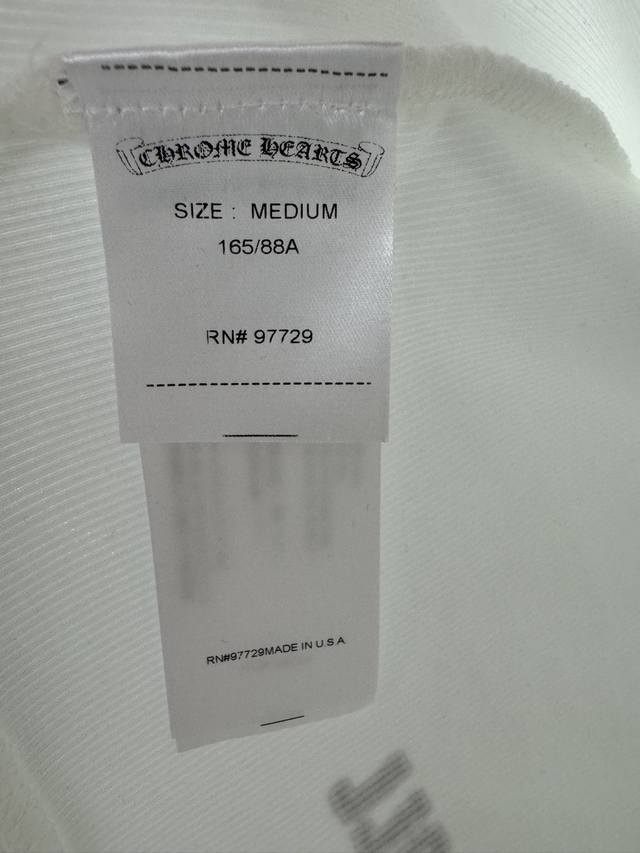 CHROME HEARTS
SIZE : MEDIUM
165/88A
RN# 97729
RN#97729MADE IN U.S.A.